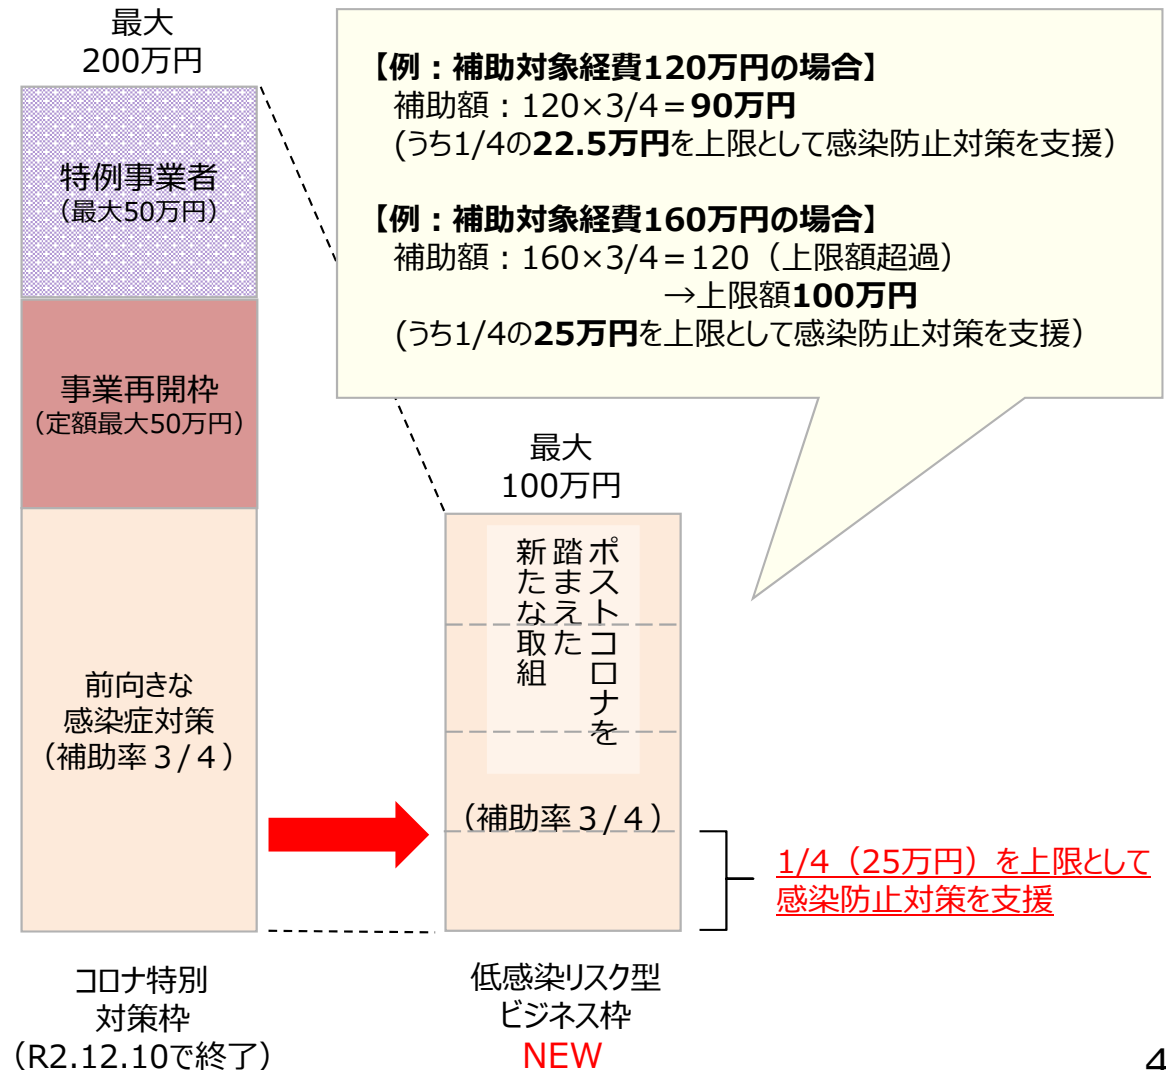 最大
200万円
特例事業者
（最大50万円）
事業再開枠
（定額最大50万円）
前向きな
感染症対策
（補助率３/４）
コロナ特別
対策枠
（R2.12.10で終了）
【例：補助対象経費120万円の場合】
補助額：120×3/4＝90万円
(うち1/4の22.5万円を上限として感染防止対策を支援）
【例：補助対象経費160万円の場合】
補助額：160×3/4＝120（上限額超過）
→上限額100万円
(うち1/4の25万円を上限として感染防止対策を支援）
最大
100万円
ポストコロナを
踏まえた
新たな取組
（補助率３/４）
1/4（25万円）を上限として
感染防止対策を支援
低感染リスク型
ビジネス枠
NEW
4